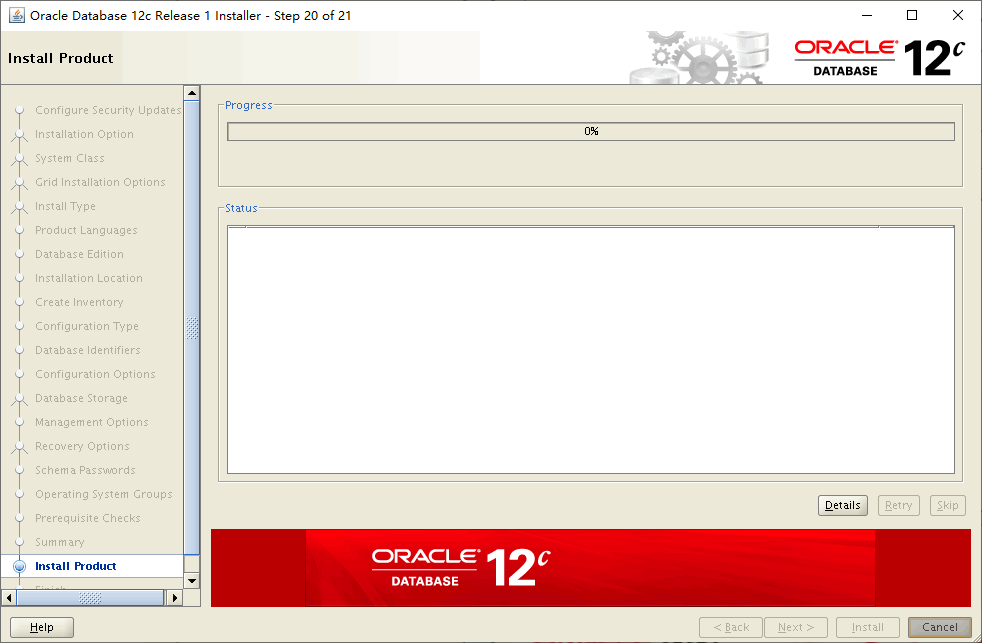 Oracle Database 12c Release 1 Installer - Step 20 of 21
Install Product
ORACLE
DATABASE
12c
Configure Security Updates
Installation Option
System Class
Grid Installation Options
Install Type
Product Languages
Database Edition
Installation Location
Create Inventory
Configuration Type
Database Identifiers
Configuration Options
Database Storage
Management Options
Recovery Options
Schema Passwords
Operating System Groups
Prerequisite Checks
Summary
Install Product
Progress
0%
Status
Details Retry Skip
ORACLE
DATABASE
12c
Help
< Back Next > Install Cancel